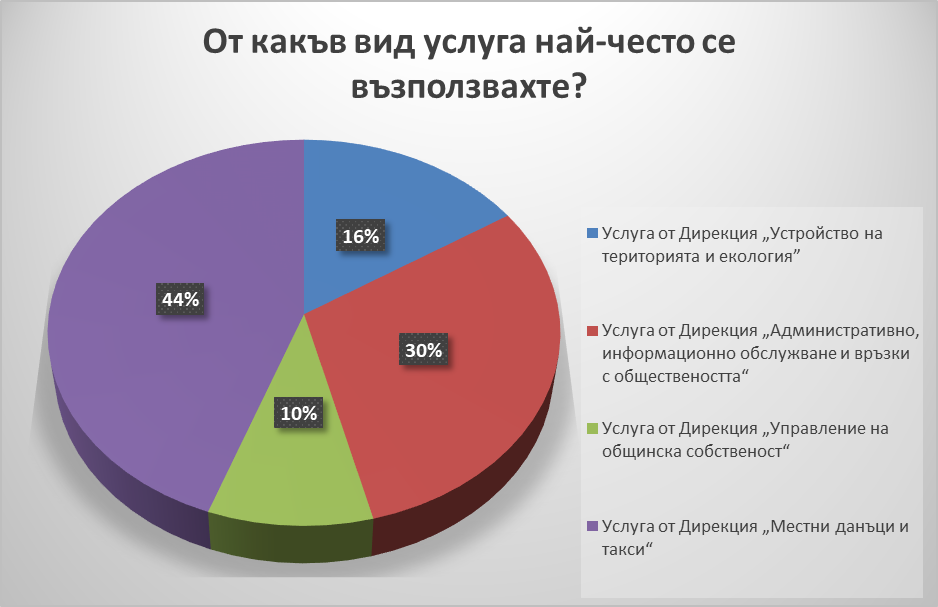 От какъв вид услуга най-често се
възползвахте?
16%
44%
30%
10%
Услуга от Дирекция „Устройство на
територията и екология”
Услуга от Дирекция „Административно,
информационно обслужване и връзки
с обществеността“
Услуга от Дирекция „Управление на
общинска собственост“
Услуга от Дирекция „Местни данъци и
такси“